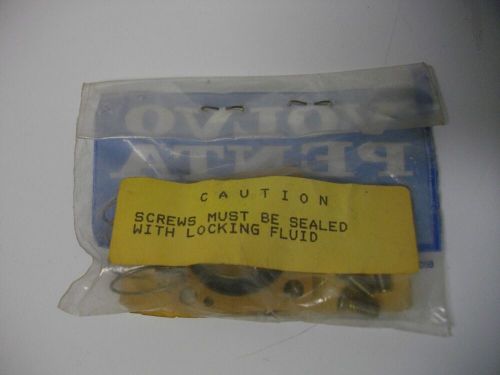 VOLVO
PENTA
CAUTION
SCREWS MUST BE SEALED
WITH LOCKING FLUID